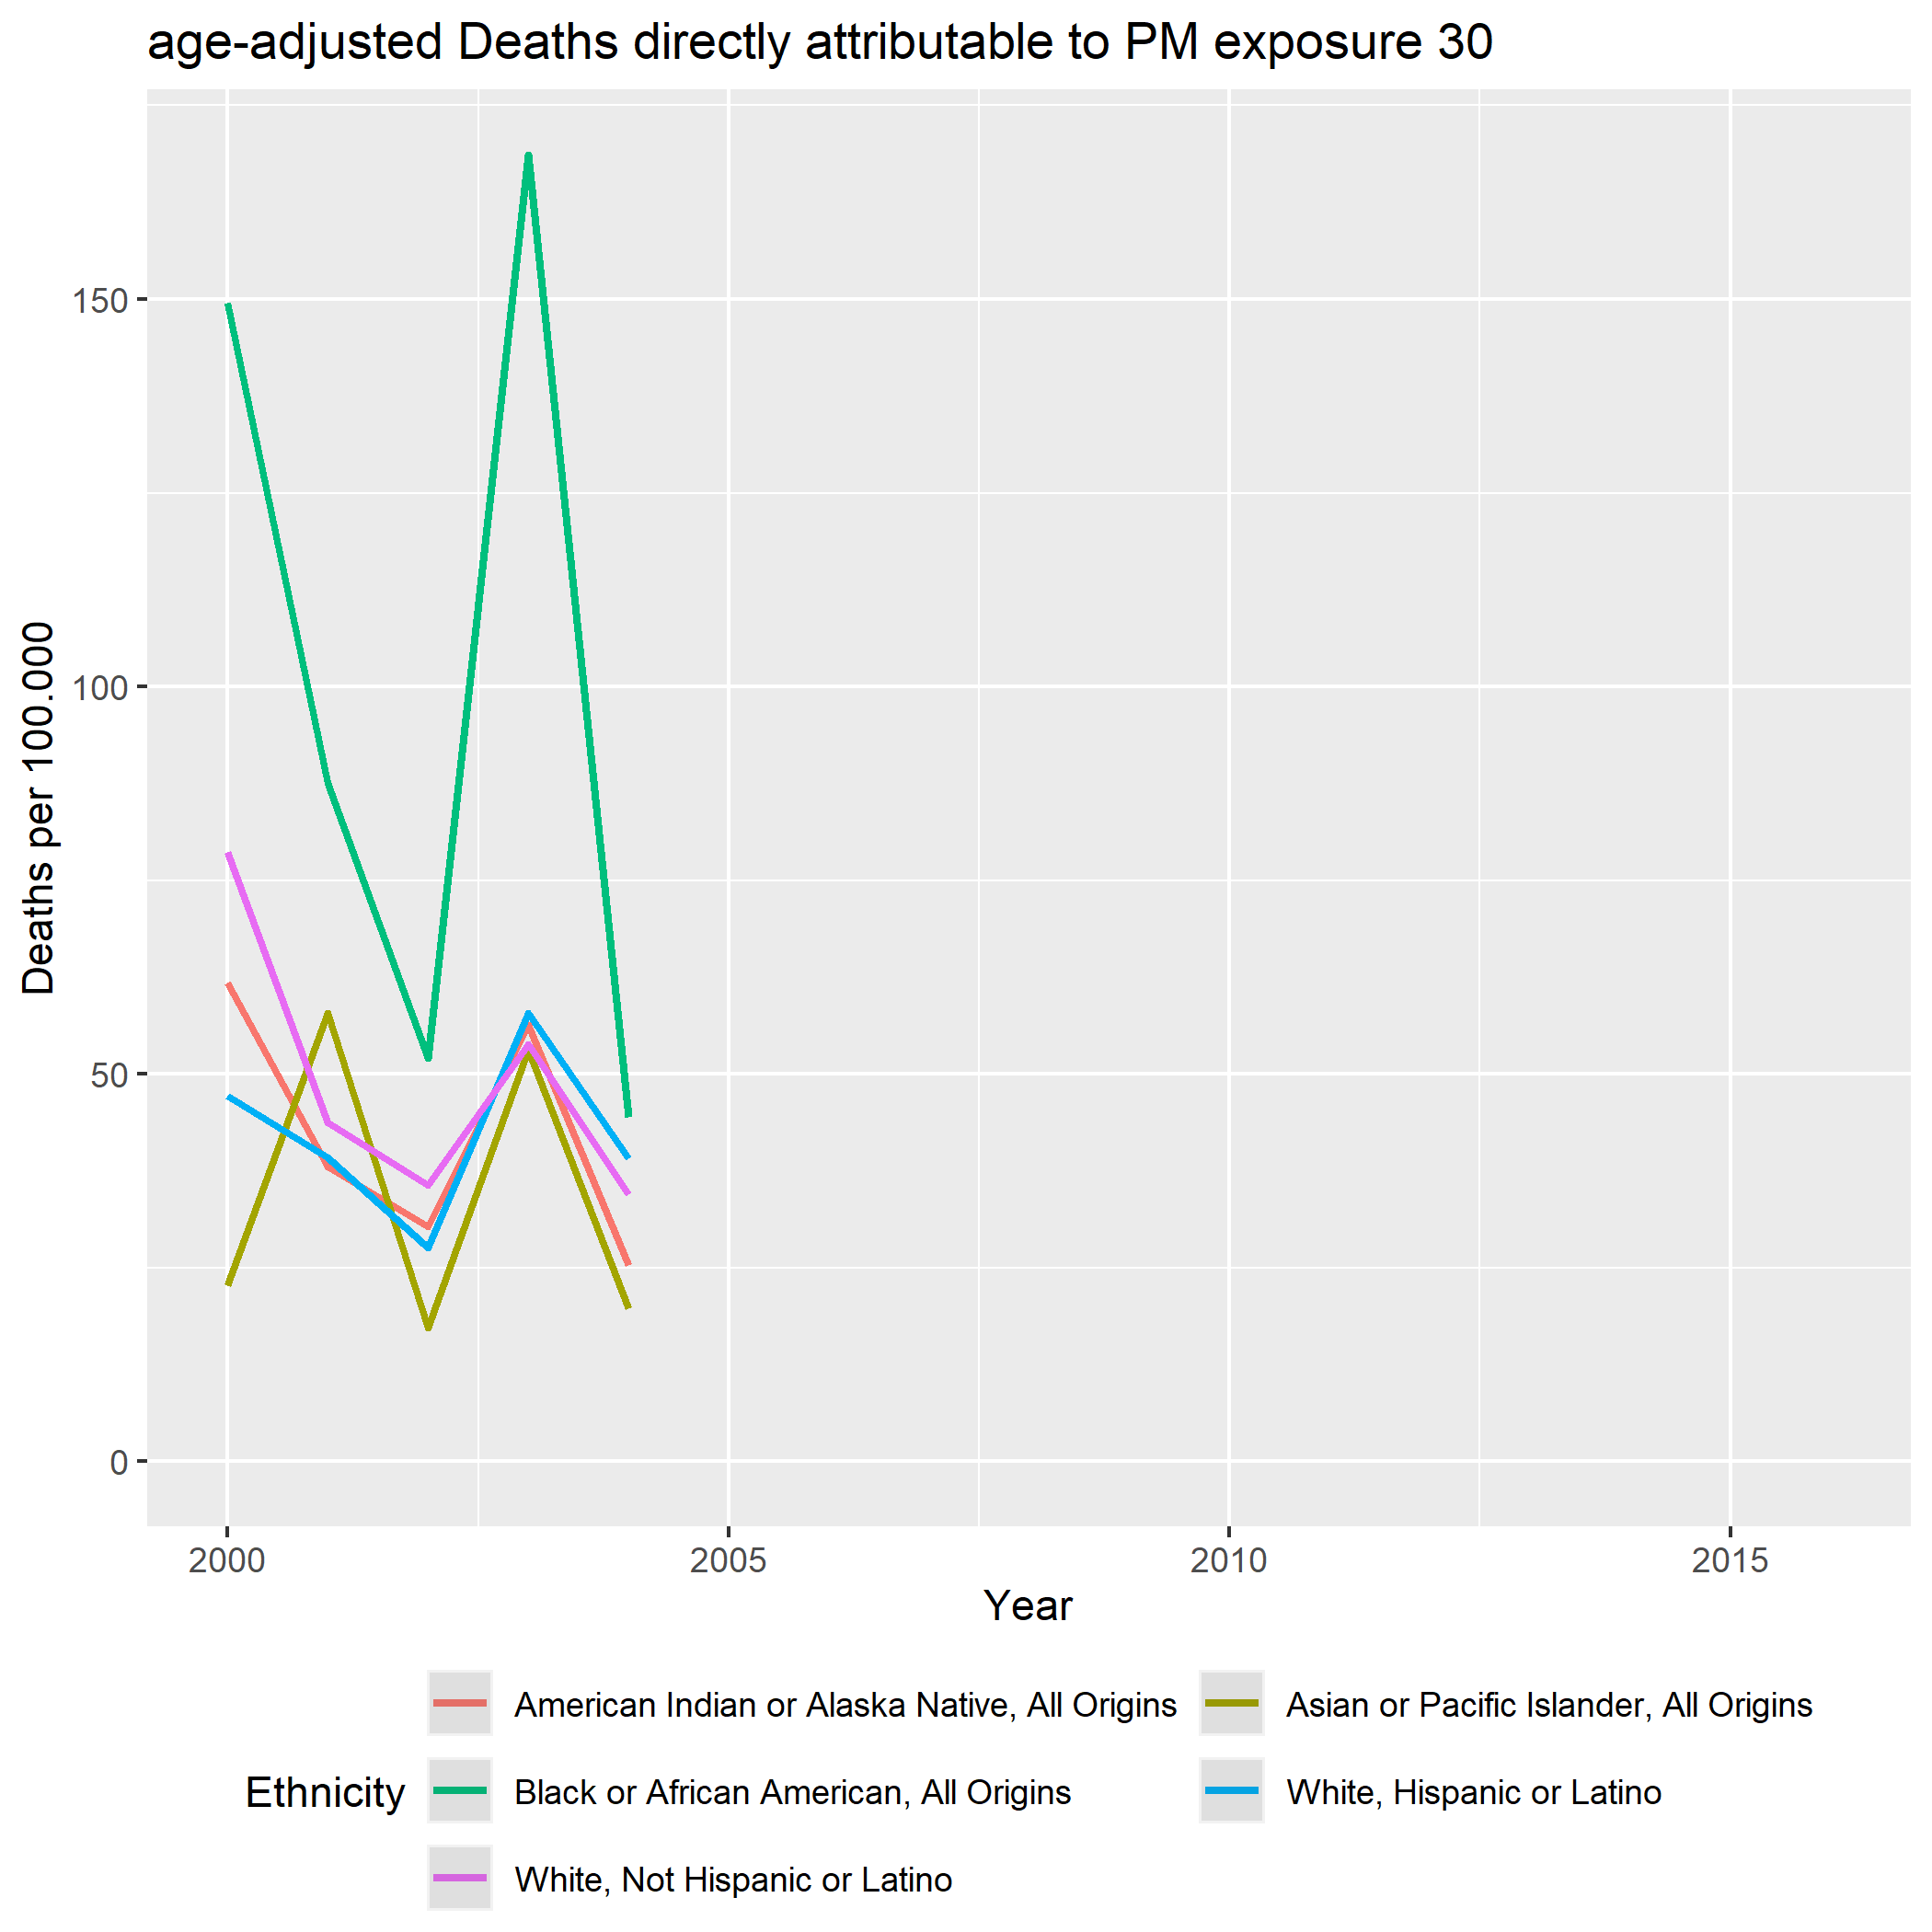 age-adjusted Deaths directly attributable to PM exposure 30
Deaths per 100.000
150
100
50
0
2000 2005 2010 2015
Year
Ethnicity
American Indian or Alaska Native, All Origins
Asian or Pacific Islander, All Origins
Black or African American, All Origins
White, Hispanic or Latino
White, Not Hispanic or Latino